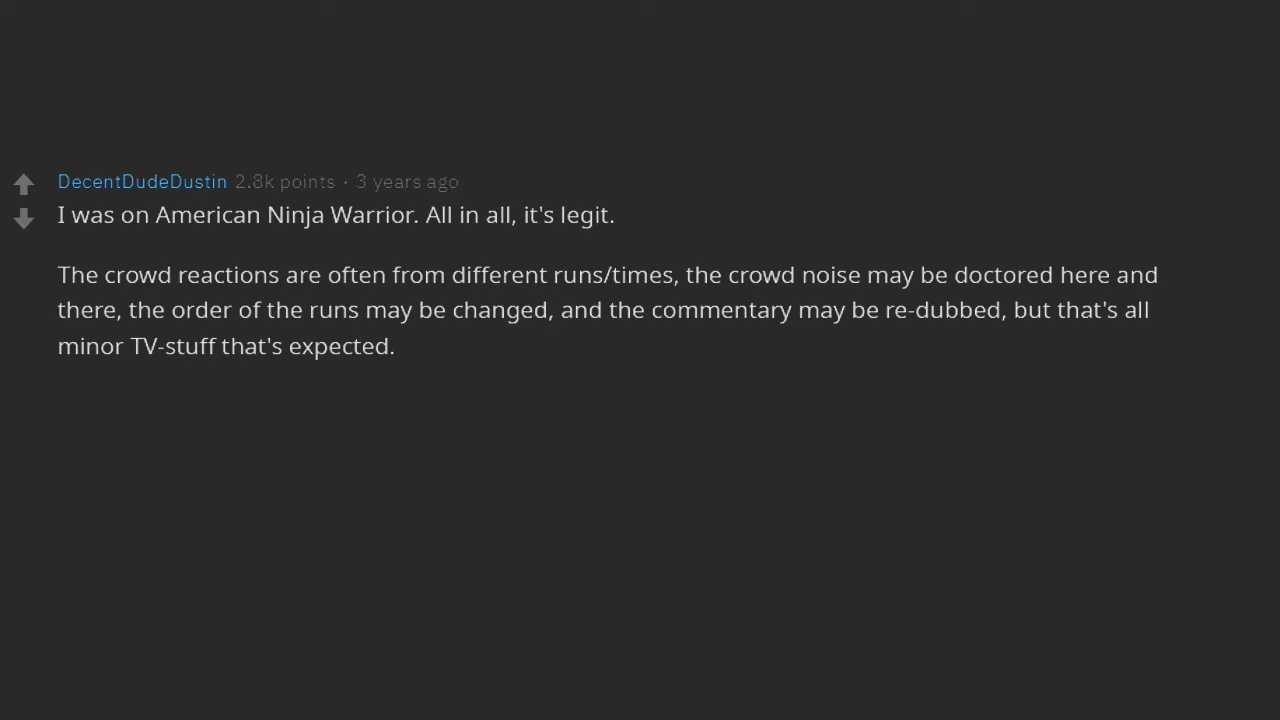 DecentDudeDustin 2.8k points · 3 years ago
I was on American Ninja Warrior. All in all, it's legit.
The crowd reactions are often from different runs/times, the crowd noise may be doctored here and
there, the order of the runs may be changed, and the commentary may be re-dubbed, but that's all
minor TV-stuff that's expected.